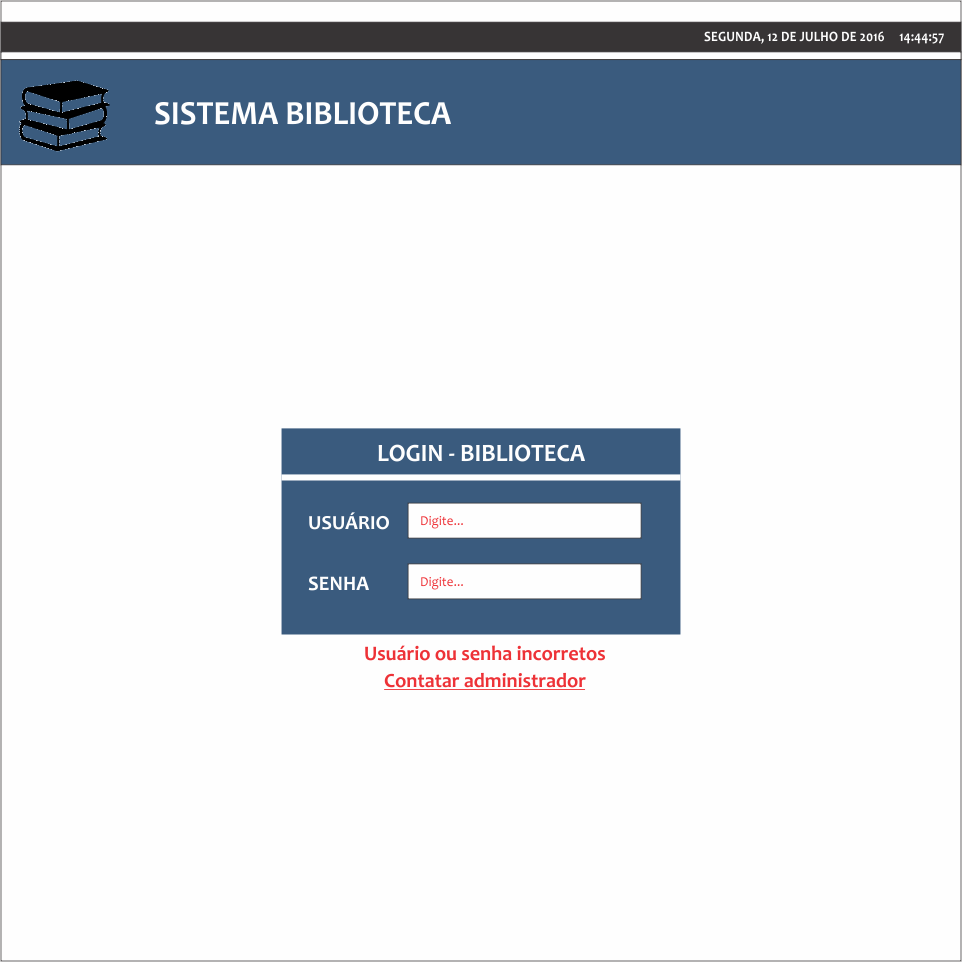 SEGUNDA, 12 DE JULHO DE 2016 14:44:57
SISTEMA BIBLIOTECA
LOGIN - BIBLIOTECA
USUÁRIO Digite...
SENHA Digite...
Usuário ou senha incorretos
Contatar administrador